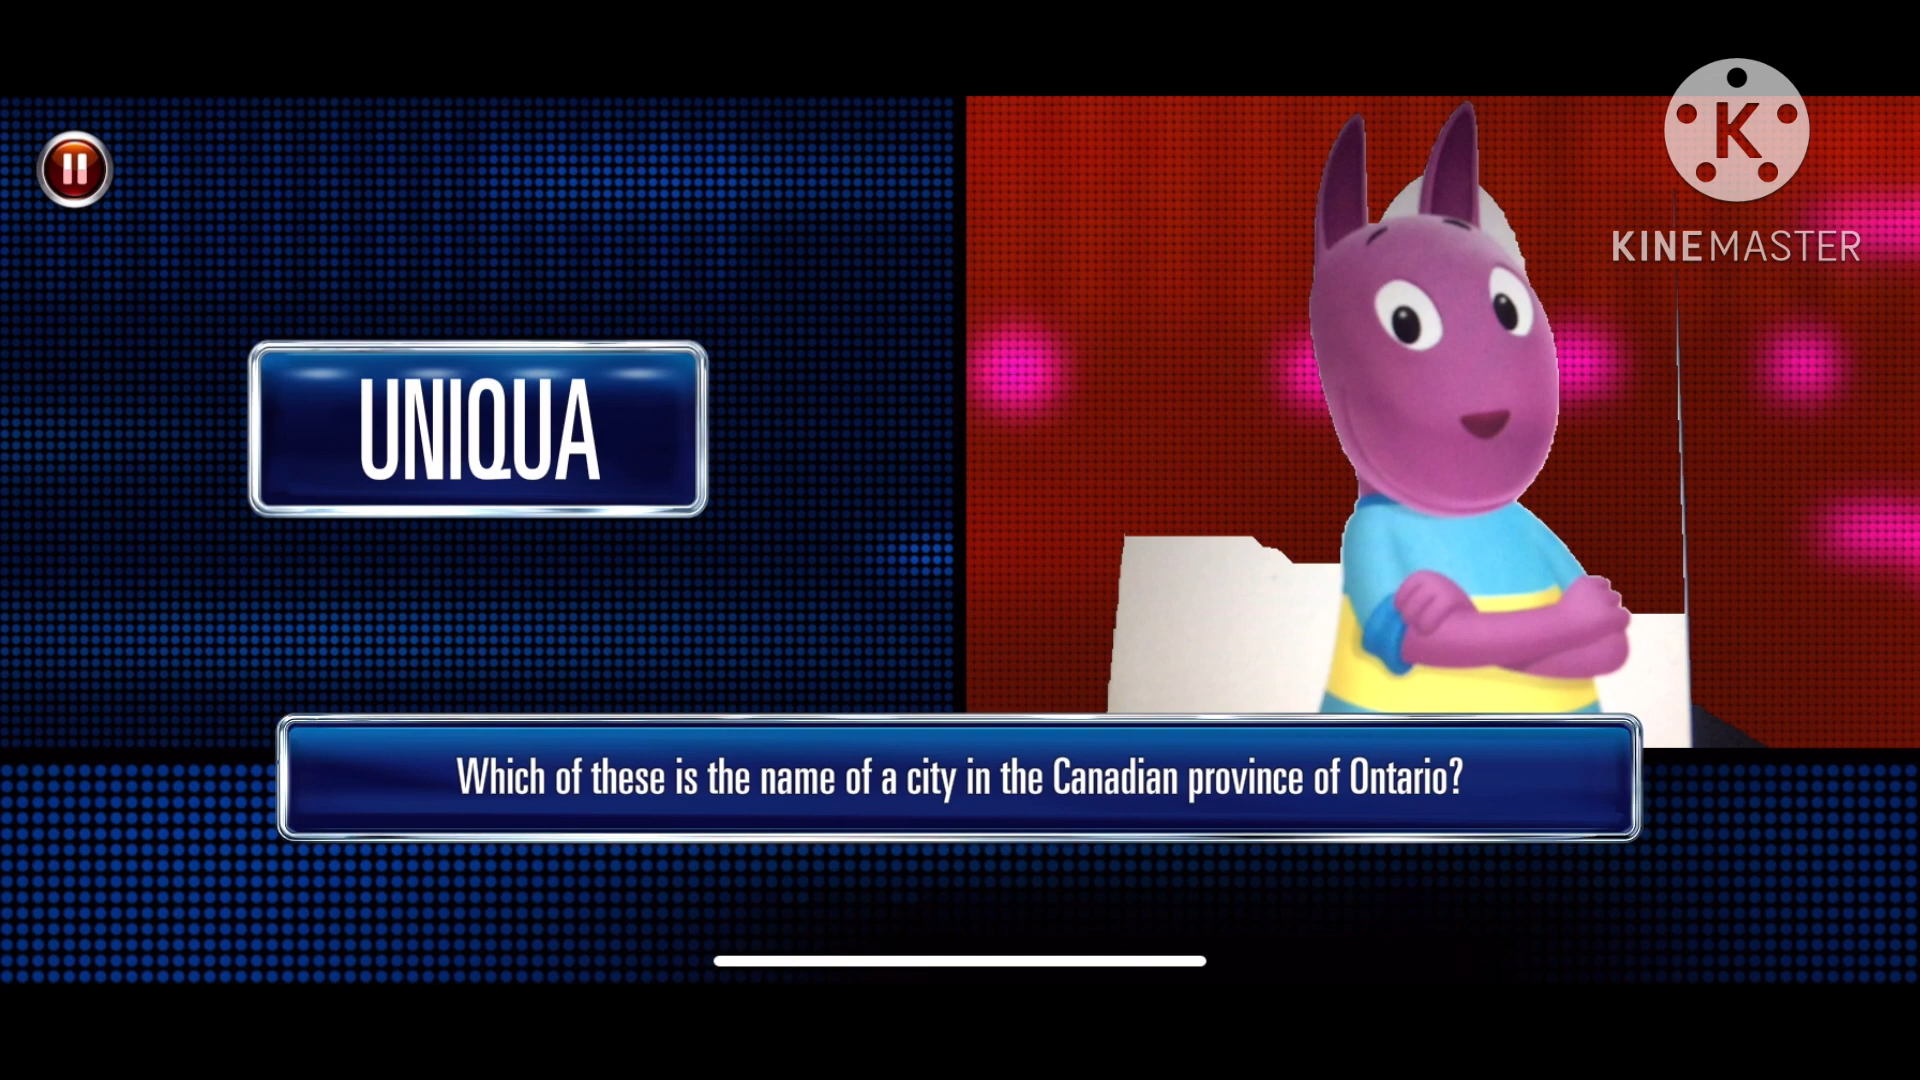 K
KINEMASTER
UNIQUA
Which of these is the name of a city in the Canadian province of Ontario?